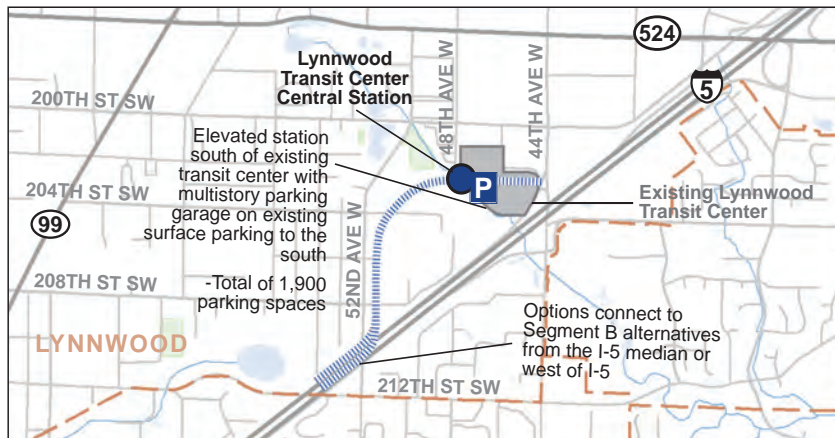 524
Lynnwood
Transit Center
Central Station
48TH AVE W
44TH AVE W
5
200TH ST SW
Elevated station
south of existing
transit center with
multistory parking
garage on existing
surface parking to the
south
-Total of 1,900
parking spaces
P
204TH ST SW
Existing Lynnwood
Transit Center
99
52ND AVE W
208TH ST SW
Options connect to
Segment B alternatives
from the I-5 median or
west of I-5
LYNNWOOD
212TH ST SW